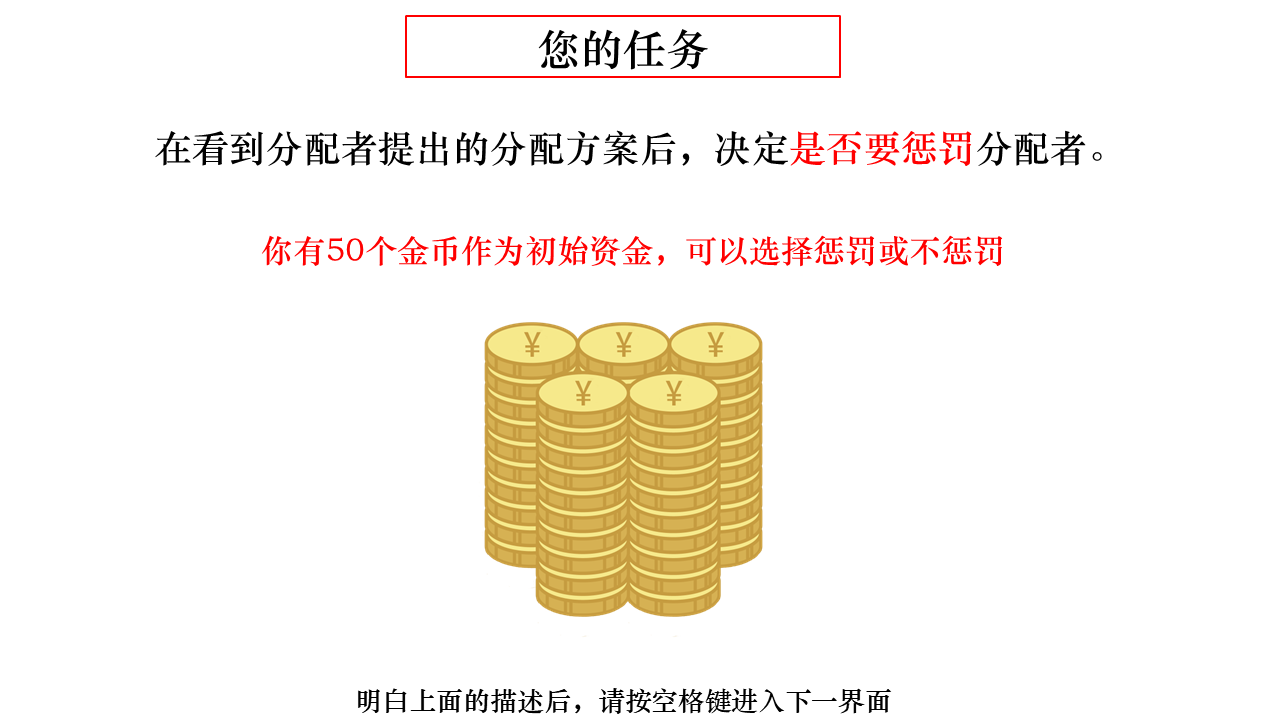 您的任务
在看到分配者提出的分配方案后，决定是否要惩罚分配者。
你有50个金币作为初始资金，可以选择惩罚或不惩罚
¥ ¥ ¥
¥ ¥
明白上面的描述后，请按空格键进入下一界面